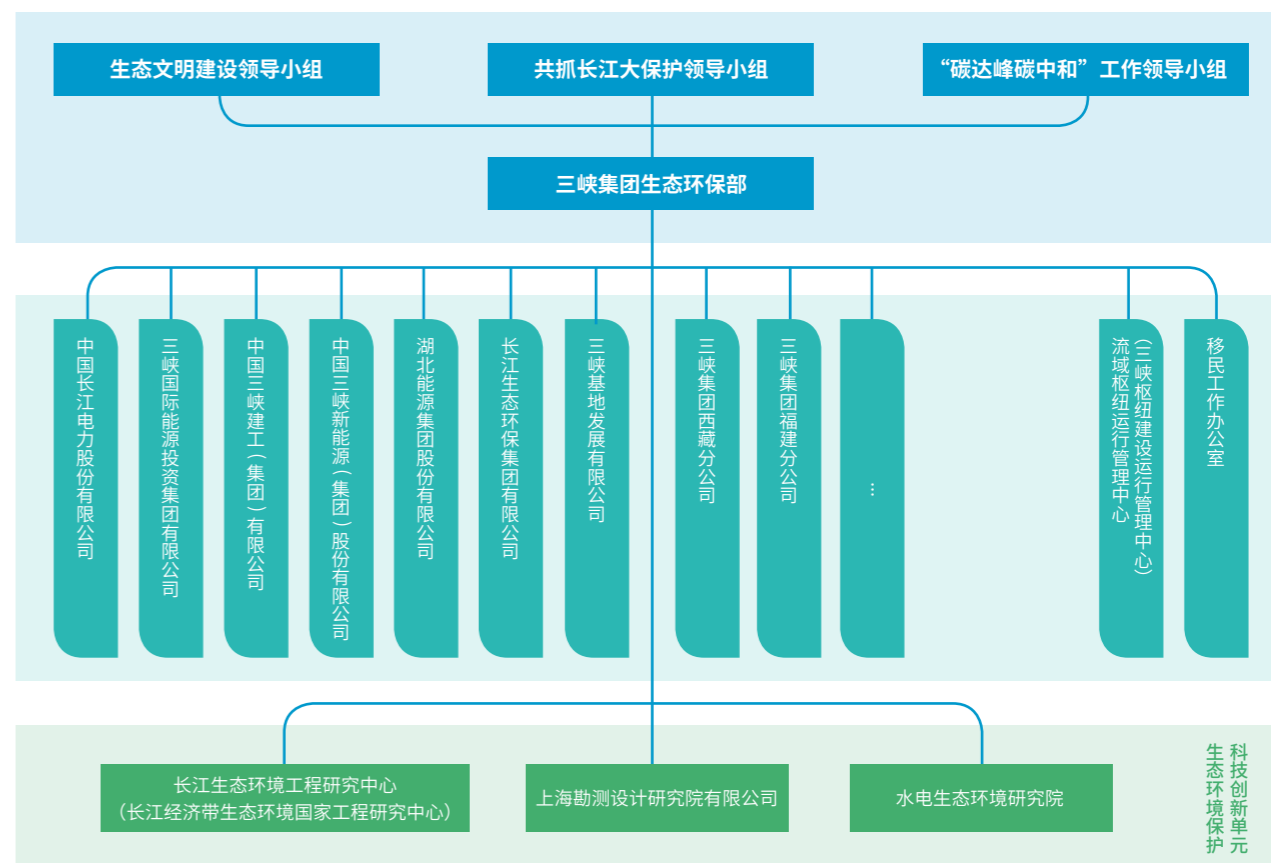 生态文明建设领导小组
共抓长江大保护领导小组
“碳达峰碳中和”工作领导小组
三峡集团生态环保部
中国长江电力股份有限公司
三峡国际能源投资集团有限公司
中国三峡建工（集团）有限公司
中国三峡新能源（集团）股份有限公司
湖北能源集团股份有限公司
长江生态环保集团有限公司
三峡基地发展有限公司
三峡集团西藏分公司
三峡集团福建分公司
…
流域枢纽运行管理中心
（三峡枢纽建设运行管理中心）
移民工作办公室
长江生态环境工程研究中心
（长江经济带生态环境国家工程研究中心）
上海勘测设计研究院有限公司
水电生态环境研究院
生态环境保护
科技创新单元